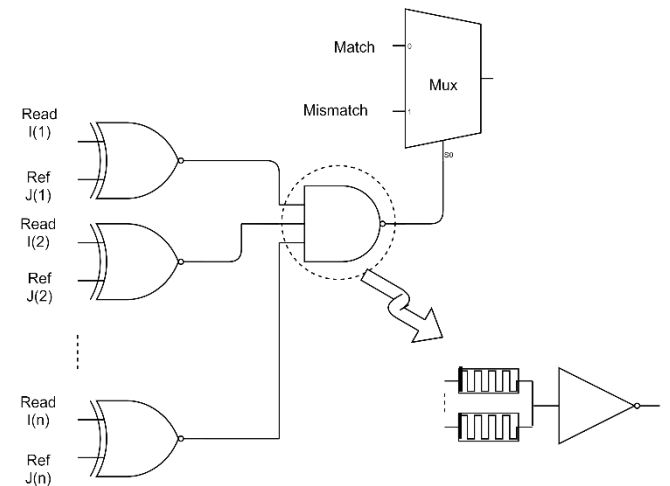 Match
0
Mux
Mismatch
1
S0
Read
I(1)
Ref
J(1)
Read
I(2)
Ref
J(2)
Read
I(n)
Ref
J(n)